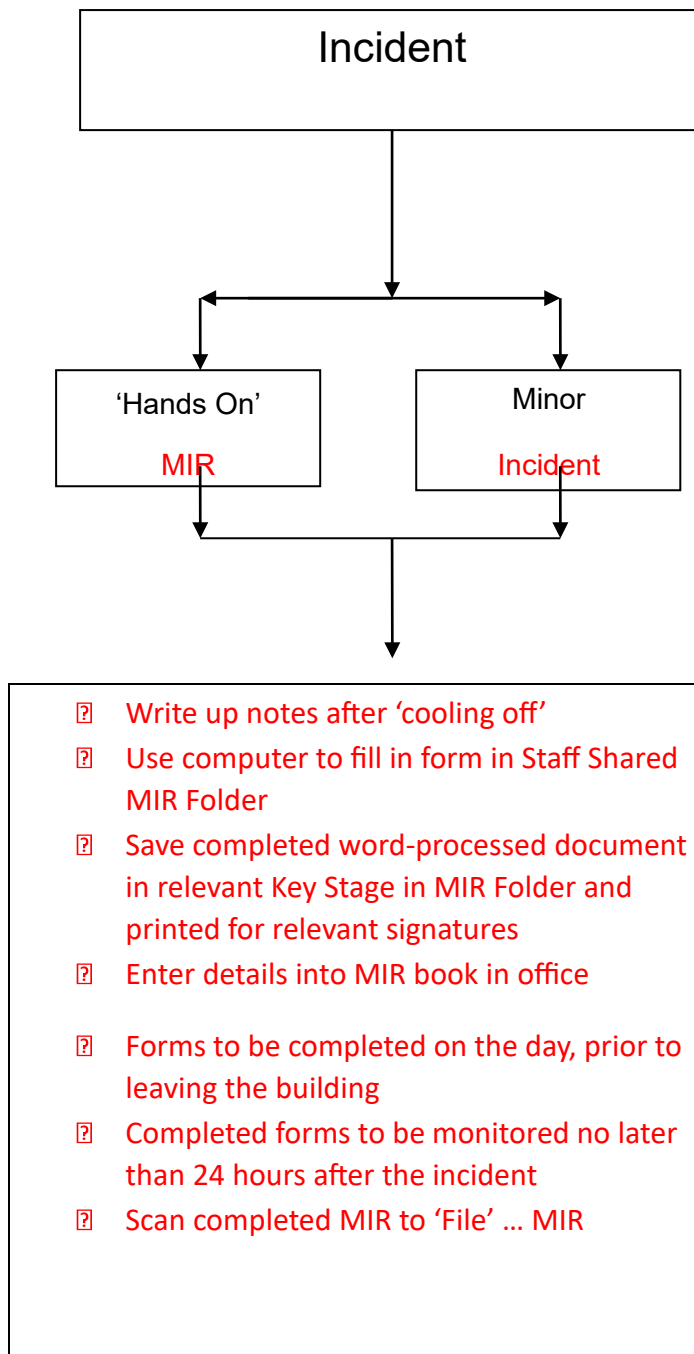 Incident
‘Hands On’
MIR
Minor
Incident
Write up notes after ‘cooling off’
Use computer to fill in form in Staff Shared
MIR Folder
Save completed word-processed document
in relevant Key Stage in MIR Folder and
printed for relevant signatures
Enter details into MIR book in office
Forms to be completed on the day, prior to
leaving the building
Completed forms to be monitored no later
than 24 hours after the incident
Scan completed MIR to ‘File’ … MIR